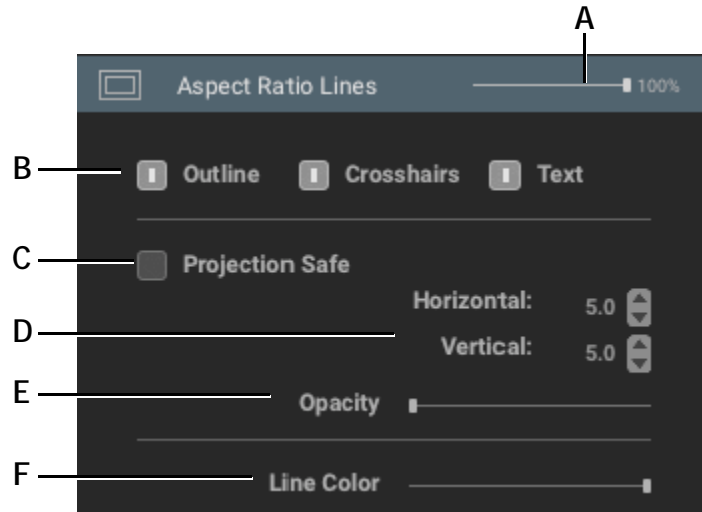 A
Aspect Ratio Lines 100%
B Outline Crosshairs Text
C Projection Safe
Horizontal: 5.0
D Vertical: 5.0
E Opacity
F Line Color